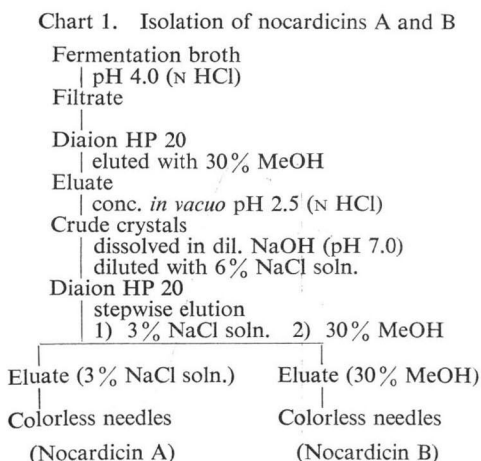 Chart 1. Isolation of nocardicins A and B
Fermentation broth
pH 4.0 (N HCl)
Filtrate
Diaion HP 20
eluted with 30% MeOH
Eluate
conc. in vacuo pH 2.5 (N HCl)
Crude crystals
dissolved in dil. NaOH (pH 7.0)
diluted with 6% NaCl soln.
Diaion HP 20
stepwise elution
1) 3% NaCl soln. 2) 30% MeOH
Eluate (3% NaCl soln.) Eluate (30% MeOH)
Colorless needles Colorless needles
(Nocardicin A) (Nocardicin B)